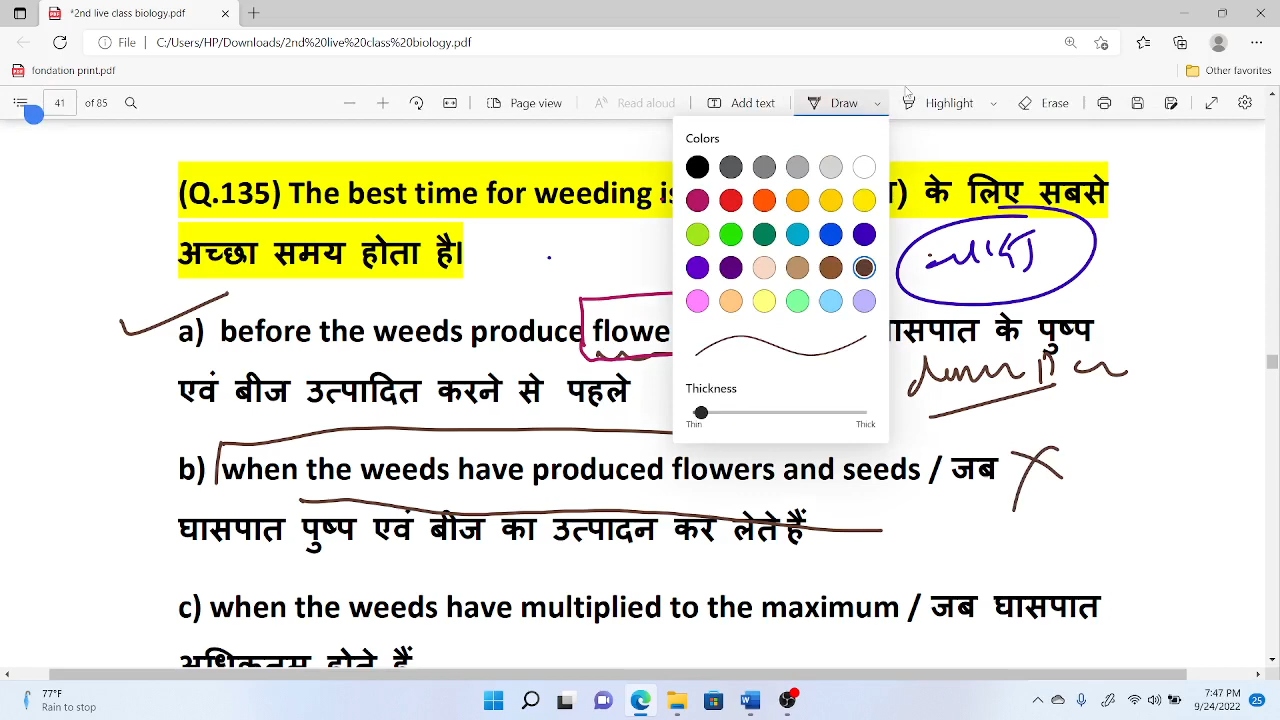 *2nd live class biology.pdf
File C:/Users/HP/Downloads/2nd%20live%20class%20biology.pdf
fondation print.pdf
Other favorites
41 of 85
Page view
Read aloud
Add text
Draw
Highlight
Erase
Colors
Thickness
Thin
Thick
(Q.135) The best time for weeding is ) के लिए सबसे
अच्छा समय होता है।
a) before the weeds produce flowe ासपात के पुष्प
एवं बीज उत्पादित करने से पहले
b) when the weeds have produced flowers and seeds / जब
घासपात पुष्प एवं बीज का उत्पादन कर लेते हैं
c) when the weeds have multiplied to the maximum / जब घासपात
अधिकतम होते हैं
77°F
Rain to stop
7:47 PM
9/24/2022
25